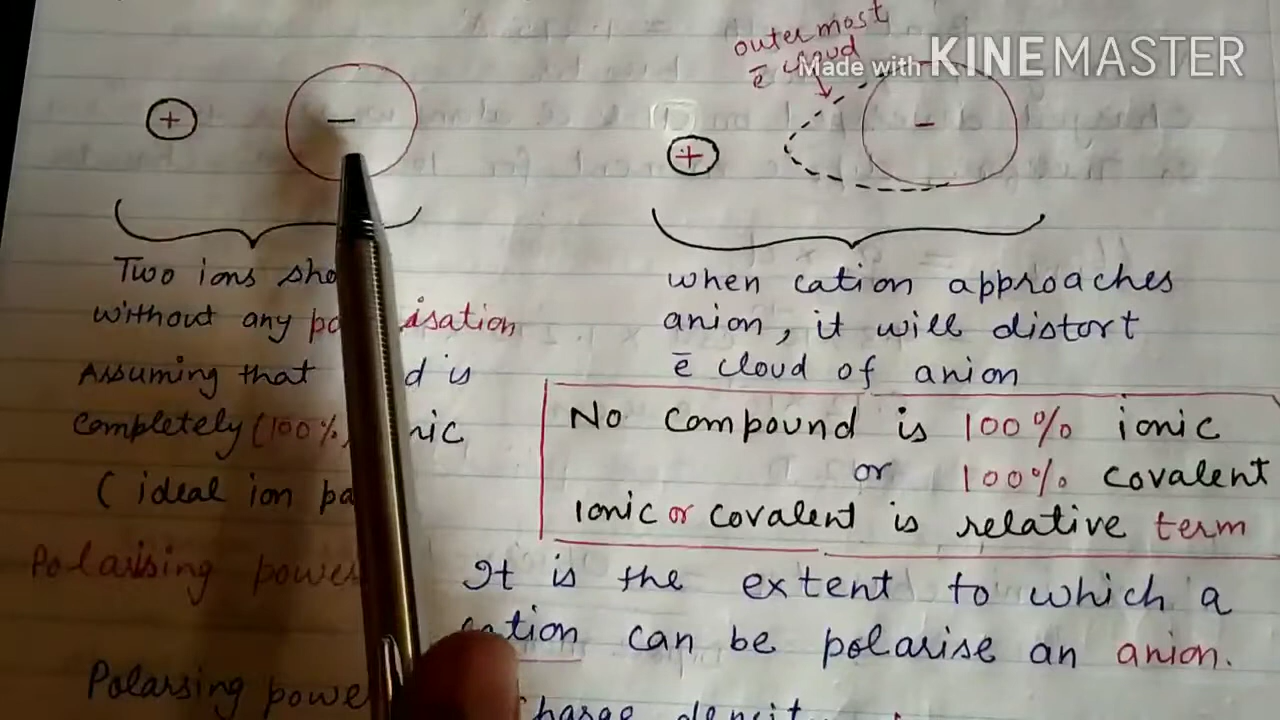 outermost
ē cloud
Made with KINEMASTER
+
−
+
−
Two ions sho
without any po isation
Assuming that d is
completely (100%) nic
( ideal ion pa
when cation approaches
anion, it will distort
ē cloud of anion
No compound is 100% ionic
or 100% covalent
Ionic or covalent is relative term
Polarising power It is the extent to which a
cation can be polarise an anion.
Polarsing powe